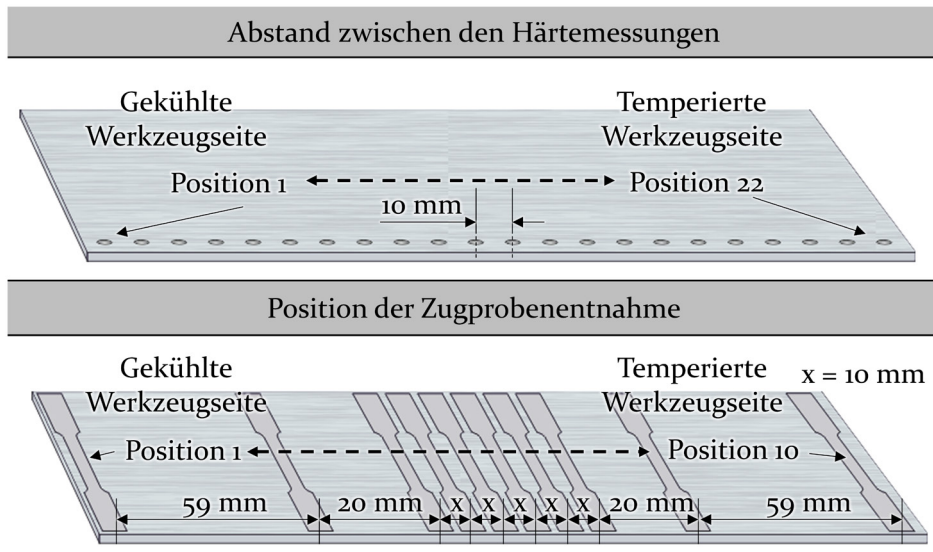 Abstand zwischen den Härtemessungen
Gekühlte
Werkzeugseite
Temperierte
Werkzeugseite
Position 1
Position 22
10 mm
Position der Zugprobenentnahme
Gekühlte
Werkzeugseite
Temperierte
Werkzeugseite
x = 10 mm
Position 1
Position 10
59 mm
20 mm
x
x
x
x
x
20 mm
59 mm